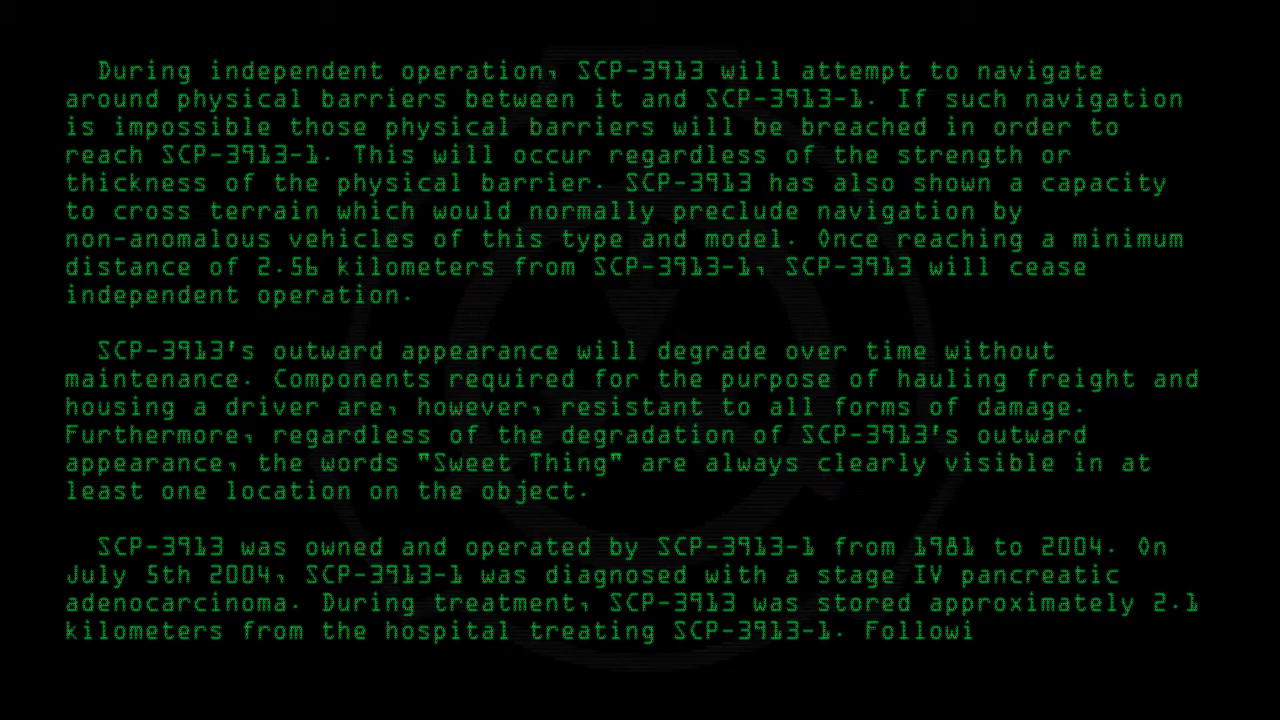 During independent operation, SCP-3913 will attempt to navigate
around physical barriers between it and SCP-3913-1. If such navigation
is impossible those physical barriers will be breached in order to
reach SCP-3913-1. This will occur regardless of the strength or
thickness of the physical barrier. SCP-3913 has also shown a capacity
to cross terrain which would normally preclude navigation by
non-anomalous vehicles of this type and model. Once reaching a minimum
distance of 2.56 kilometers from SCP-3913-1, SCP-3913 will cease
independent operation.
SCP-3913's outward appearance will degrade over time without
maintenance. Components required for the purpose of hauling freight and
housing a driver are, however, resistant to all forms of damage.
Furthermore, regardless of the degradation of SCP-3913's outward
appearance, the words "Sweet Thing" are always clearly visible in at
least one location on the object.
SCP-3913 was owned and operated by SCP-3913-1 from 1981 to 2004. On
July 5th 2004, SCP-3913-1 was diagnosed with a stage IV pancreatic
adenocarcinoma. During treatment, SCP-3913 was stored approximately 2.1
kilometers from the hospital treating SCP-3913-1. Followi